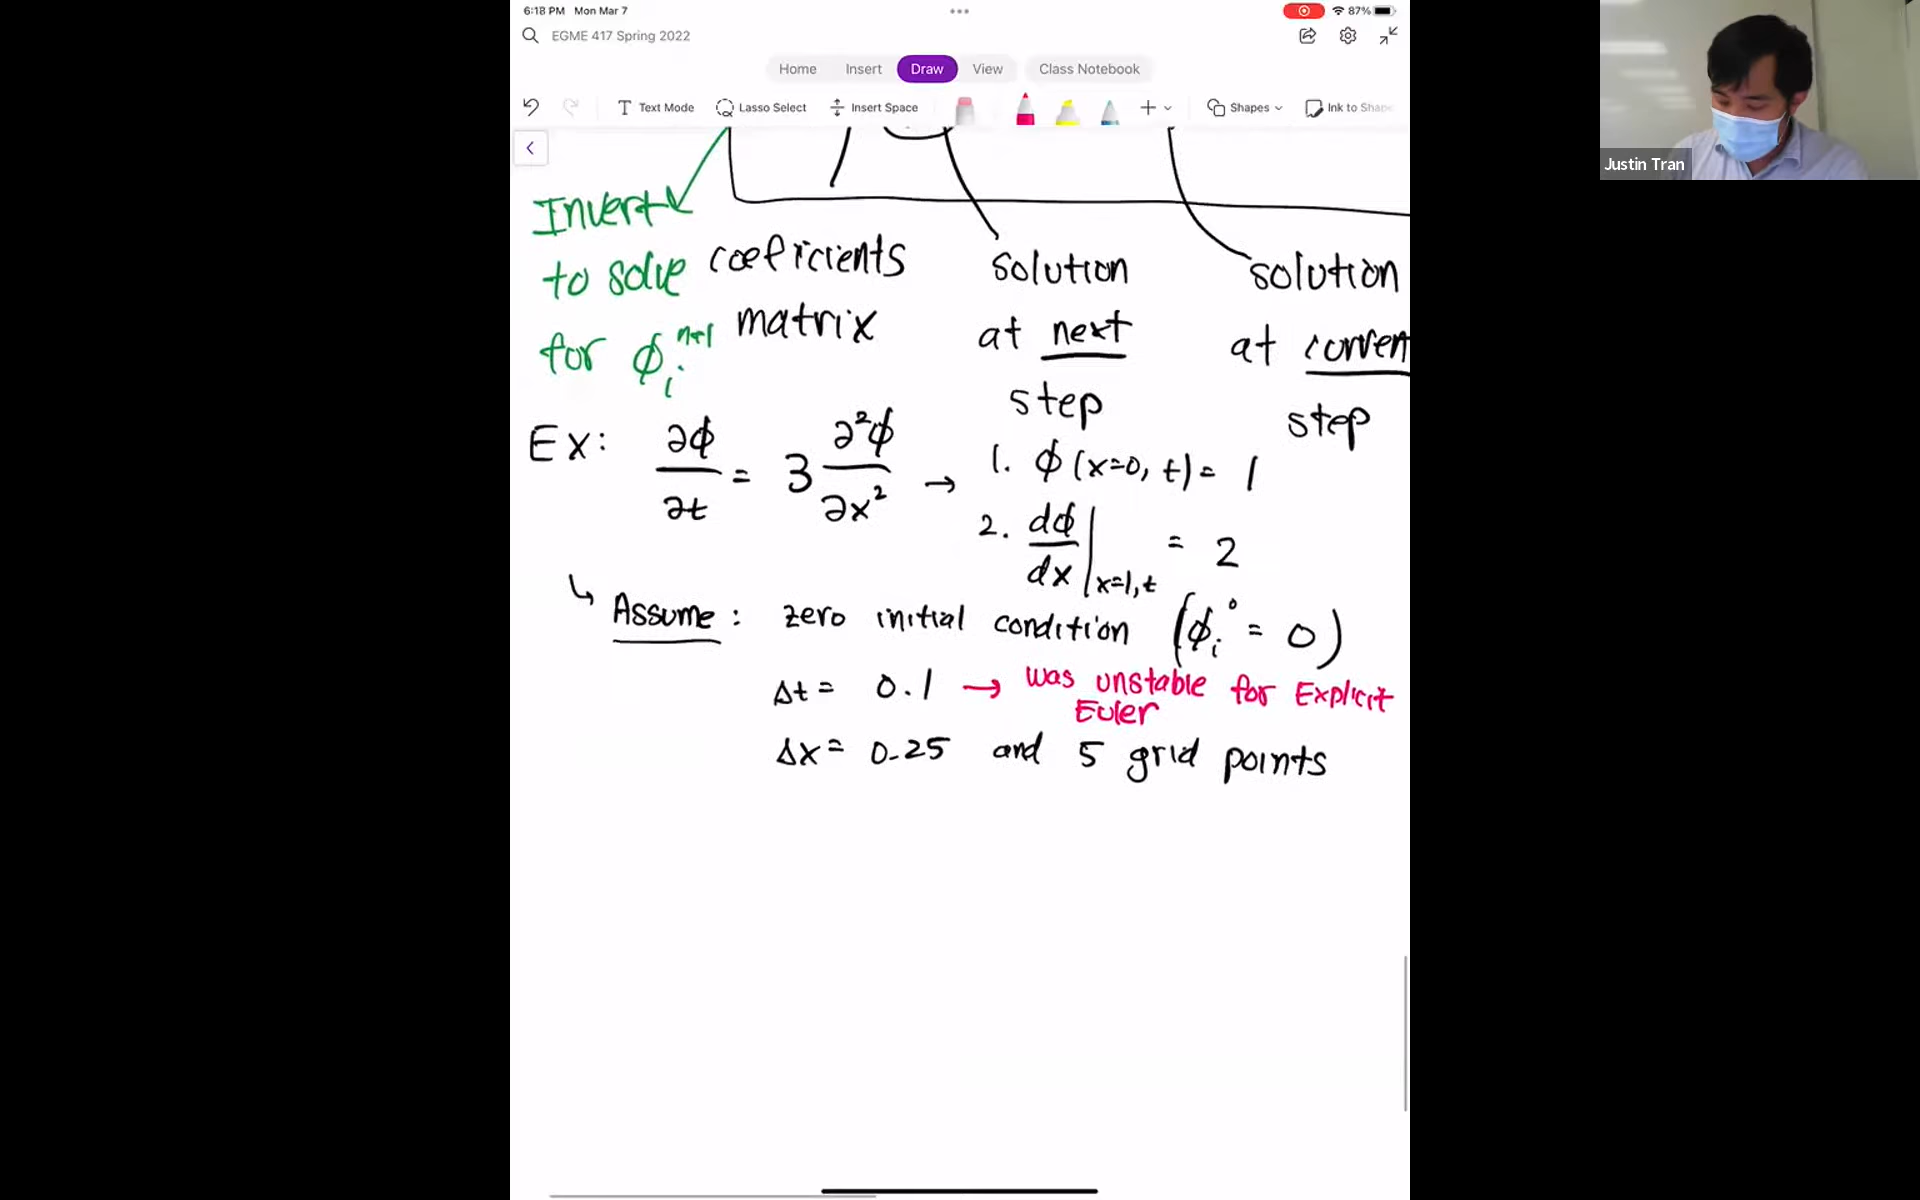 6:18 PM Mon Mar 7
87%
EGME 417 Spring 2022
Home Insert Draw View Class Notebook
Text Mode Lasso Select Insert Space Shapes Ink to Shape
Justin Tran
Invert
to solve
for ϕᵢⁿ⁺¹
coeficients
matrix
solution
at next
step
solution
at curren
step
Ex: ∂ϕ/∂t = 3 ∂²ϕ/∂x² → 1. ϕ(x=0, t) = 1
2. dϕ/dx |x=1,t = 2
↳ Assume: zero initial condition (ϕᵢ⁰ = 0)
Δt = 0.1 → was unstable for Explicit
Euler
Δx = 0.25 and 5 grid points